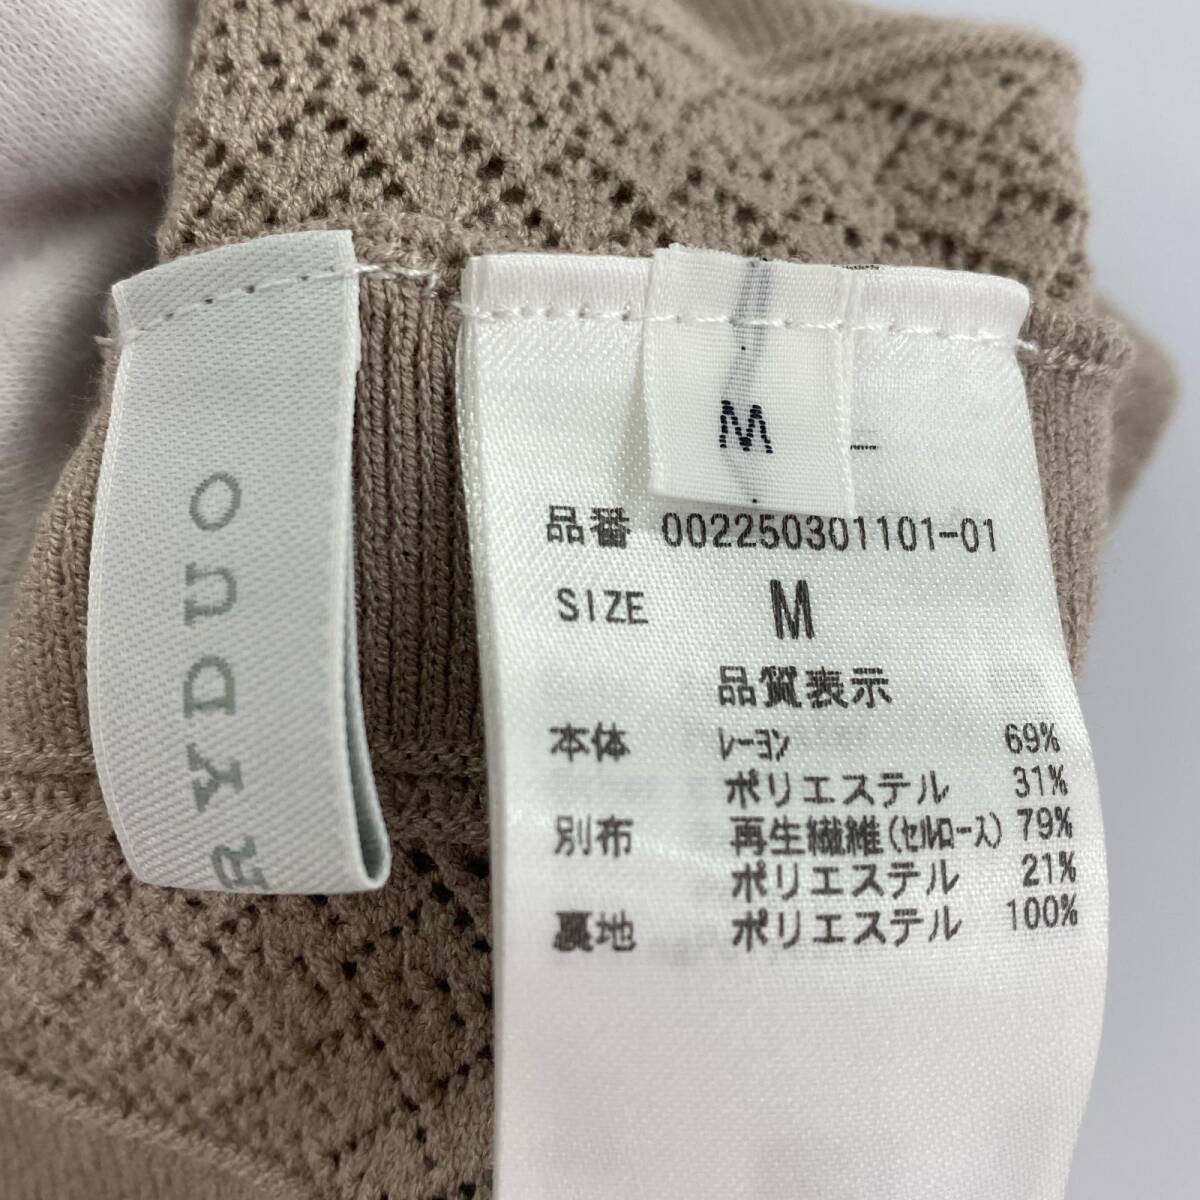 RYDUO
M
品番 002250301101-01
SIZE M
品質表示
本体 ﾚｰﾖﾝ 69%
ポリエステル 31%
別布 再生繊維(ｾﾙﾛｰｽ) 79%
ポリエステル 21%
裏地 ポリエステル 100%